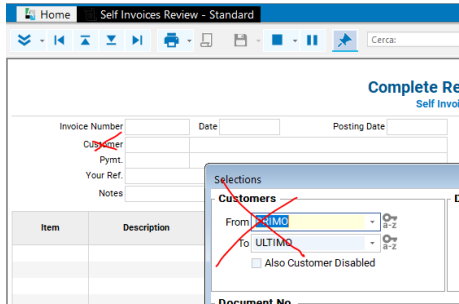 Home
Self Invoices Review - Standard
Cerca:
Complete Re
Self Invoi
Invoice Number
Date
Posting Date
Customer
Pymt.
Your Ref.
Notes
Selections
Customers
D
From PRIMO
a-z
To ULTIMO
a-z
Also Customer Disabled
Item
Description
Document No.